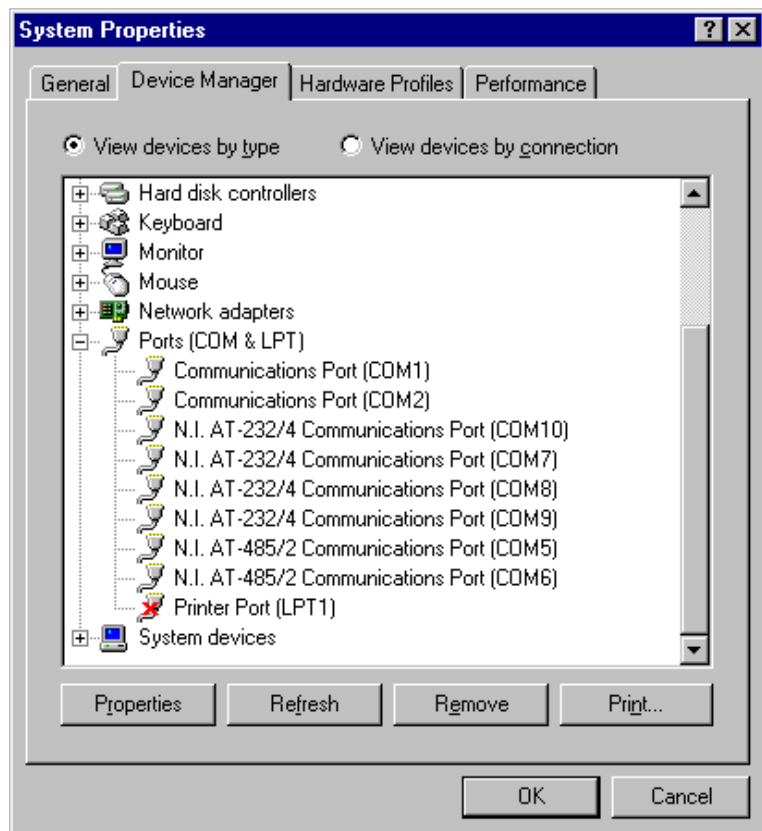 System Properties
General Device Manager Hardware Profiles Performance
View devices by type View devices by connection
Hard disk controllers
Keyboard
Monitor
Mouse
Network adapters
Ports (COM & LPT)
Communications Port (COM1)
Communications Port (COM2)
N.I. AT-232/4 Communications Port (COM10)
N.I. AT-232/4 Communications Port (COM7)
N.I. AT-232/4 Communications Port (COM8)
N.I. AT-232/4 Communications Port (COM9)
N.I. AT-485/2 Communications Port (COM5)
N.I. AT-485/2 Communications Port (COM6)
Printer Port (LPT1)
System devices
Properties Refresh Remove Print...
OK Cancel